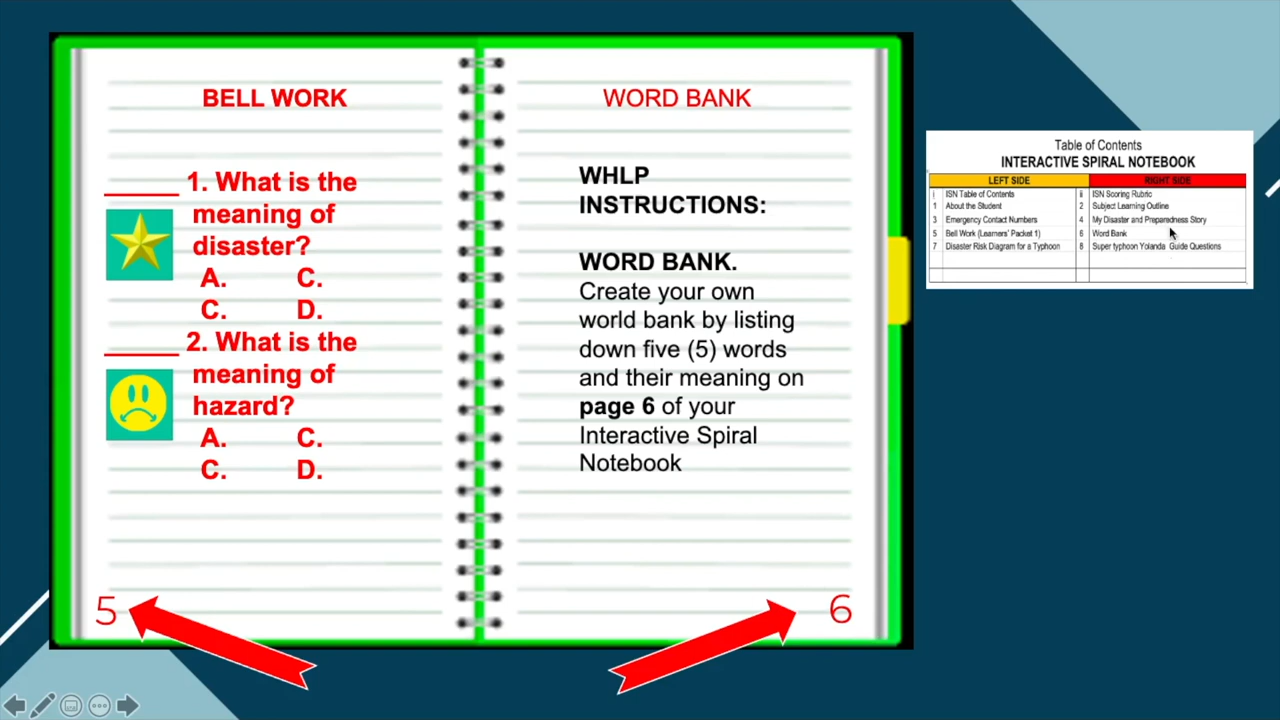 BELL WORK
_____ 1. What is the
meaning of
disaster?
A. C.
C. D.
_____ 2. What is the
meaning of
hazard?
A. C.
C. D.
5
WORD BANK
WHLP
INSTRUCTIONS:
WORD BANK.
Create your own
world bank by listing
down five (5) words
and their meaning on
page 6 of your
Interactive Spiral
Notebook
6
Table of Contents
INTERACTIVE SPIRAL NOTEBOOK
LEFT SIDE RIGHT SIDE
i ISN Table of Contents ii ISN Scoring Rubric
1 About the Student 2 Subject Learning Outline
3 Emergency Contact Numbers 4 My Disaster and Preparedness Story
5 Bell Work (Learners' Packet 1) 6 Word Bank
7 Disaster Risk Diagram for a Typhoon 8 Super typhoon Yolanda Guide Questions